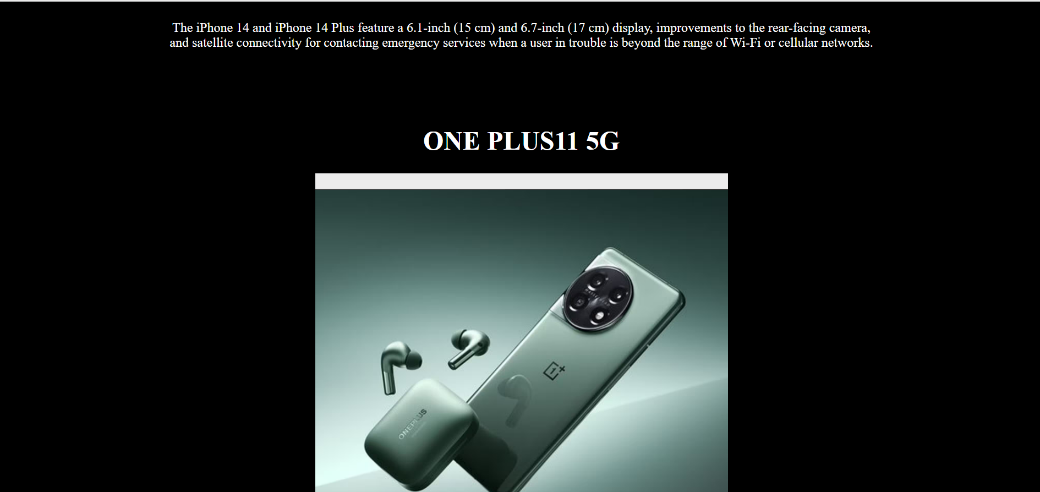 The iPhone 14 and iPhone 14 Plus feature a 6.1-inch (15 cm) and 6.7-inch (17 cm) display, improvements to the rear-facing camera,
and satellite connectivity for contacting emergency services when a user in trouble is beyond the range of Wi-Fi or cellular networks.
ONE PLUS11 5G
ONEPLUS